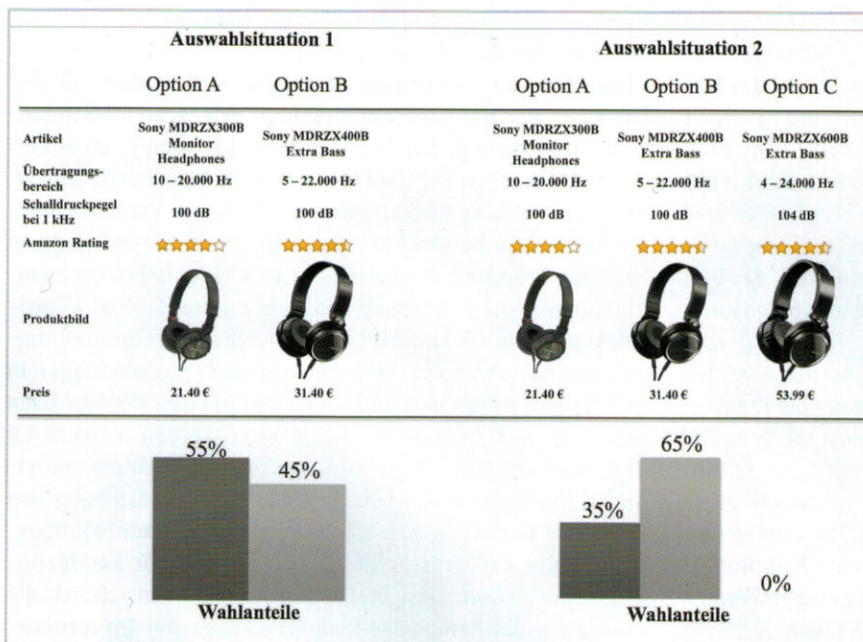 Auswahlsituation 1 Auswahlsituation 2
Option A Option B Option A Option B Option C
Artikel
Sony MDRZX300B
Monitor
Headphones
Sony MDRZX400B
Extra Bass
Sony MDRZX300B
Monitor
Headphones
Sony MDRZX400B
Extra Bass
Sony MDRZX600B
Extra Bass
Übertragungs-
bereich
10 – 20.000 Hz 5 – 22.000 Hz 10 – 20.000 Hz 5 – 22.000 Hz 4 – 24.000 Hz
Schalldruckpegel
bei 1 kHz
100 dB 100 dB 100 dB 100 dB 104 dB
Amazon Rating
Produktbild
Preis 21.40 € 31.40 € 21.40 € 31.40 € 53.99 €
55% 45% 35% 65% 0%
Wahlanteile Wahlanteile